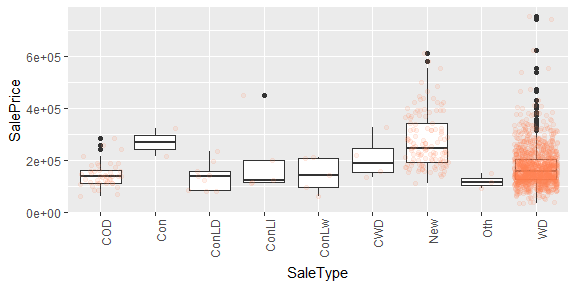 SalePrice
6e+05
4e+05
2e+05
0e+00
COD
Con
ConLD
ConLI
ConLw
CWD
New
Oth
WD
SaleType